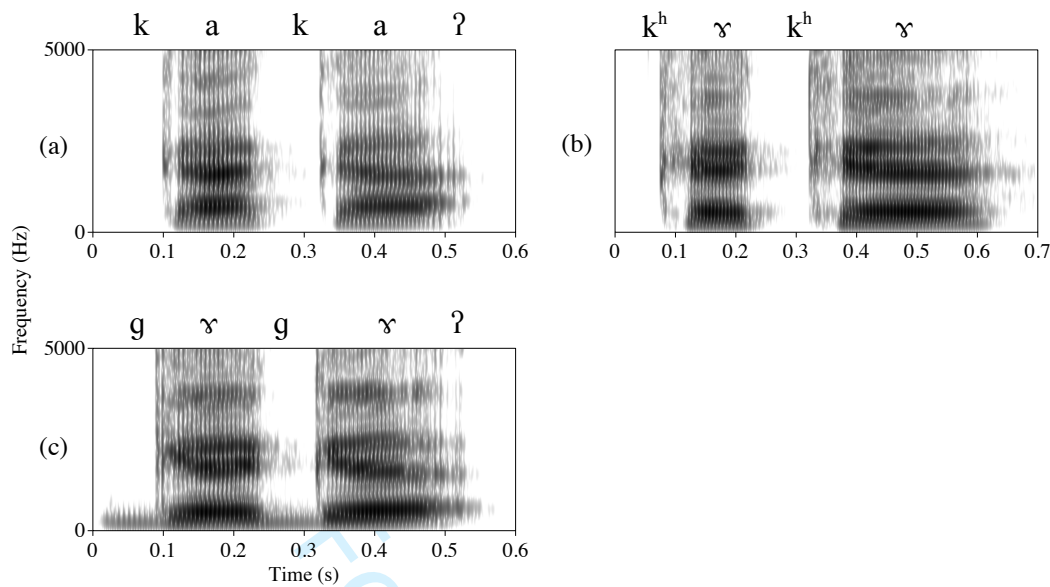 k a k a ʔ
kʰ ɤ kʰ ɤ
5000
(a)
0
0 0.1 0.2 0.3 0.4 0.5 0.6
(b)
0 0.1 0.2 0.3 0.4 0.5 0.6 0.7
Frequency (Hz)
g ɤ g ɤ ʔ
5000
(c)
0
0 0.1 0.2 0.3 0.4 0.5 0.6
Time (s)